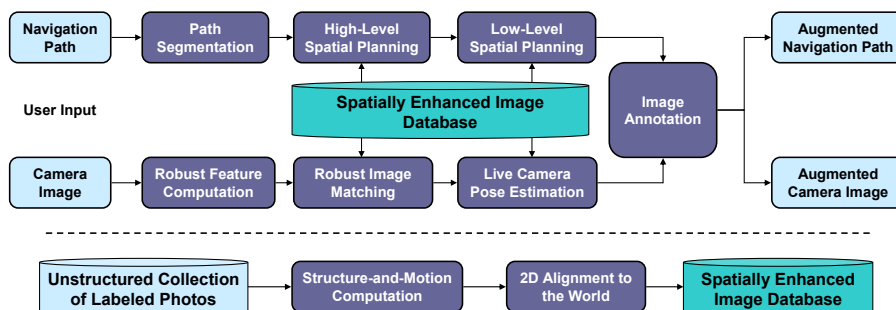 Navigation
Path
Path
Segmentation
High-Level
Spatial Planning
Low-Level
Spatial Planning
Augmented
Navigation Path
User Input
Spatially Enhanced Image
Database
Image
Annotation
Camera
Image
Robust Feature
Computation
Robust Image
Matching
Live Camera
Pose Estimation
Augmented
Camera Image
Unstructured Collection
of Labeled Photos
Structure-and-Motion
Computation
2D Alignment to
the World
Spatially Enhanced
Image Database